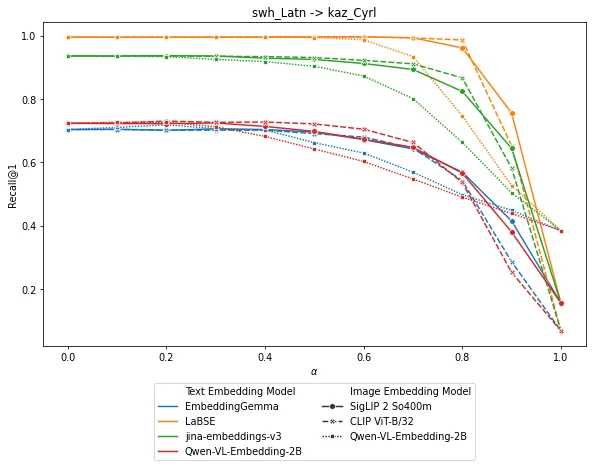 swh_Latn -> kaz_Cyrl
Recall@1
1.0
0.8
0.6
0.4
0.2
0.0 0.2 0.4 0.6 0.8 1.0
α
Text Embedding Model Image Embedding Model
EmbeddingGemma SigLIP 2 So400m
LaBSE CLIP ViT-B/32
jina-embeddings-v3 Qwen-VL-Embedding-2B
Qwen-VL-Embedding-2B